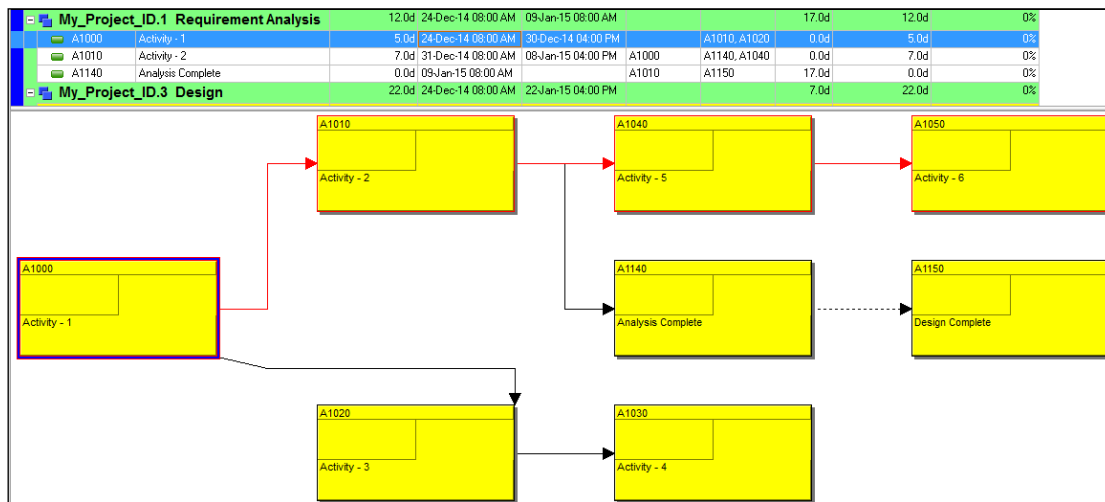 My_Project_ID.1 Requirement Analysis 12.0d 24-Dec-14 08:00 AM 09-Jan-15 08:00 AM 17.0d 12.0d 0%
A1000 Activity - 1 5.0d 24-Dec-14 08:00 AM 30-Dec-14 04:00 PM A1010, A1020 0.0d 5.0d 0%
A1010 Activity - 2 7.0d 31-Dec-14 08:00 AM 08-Jan-15 04:00 PM A1000 A1140, A1040 0.0d 7.0d 0%
A1140 Analysis Complete 0.0d 09-Jan-15 08:00 AM A1010 A1150 17.0d 0.0d 0%
My_Project_ID.3 Design 22.0d 24-Dec-14 08:00 AM 22-Jan-15 04:00 PM 7.0d 22.0d 0%
A1010 A1040 A1050
Activity - 2 Activity - 5 Activity - 6
A1000 A1140 A1150
Activity - 1 Analysis Complete Design Complete
A1020 A1030
Activity - 3 Activity - 4